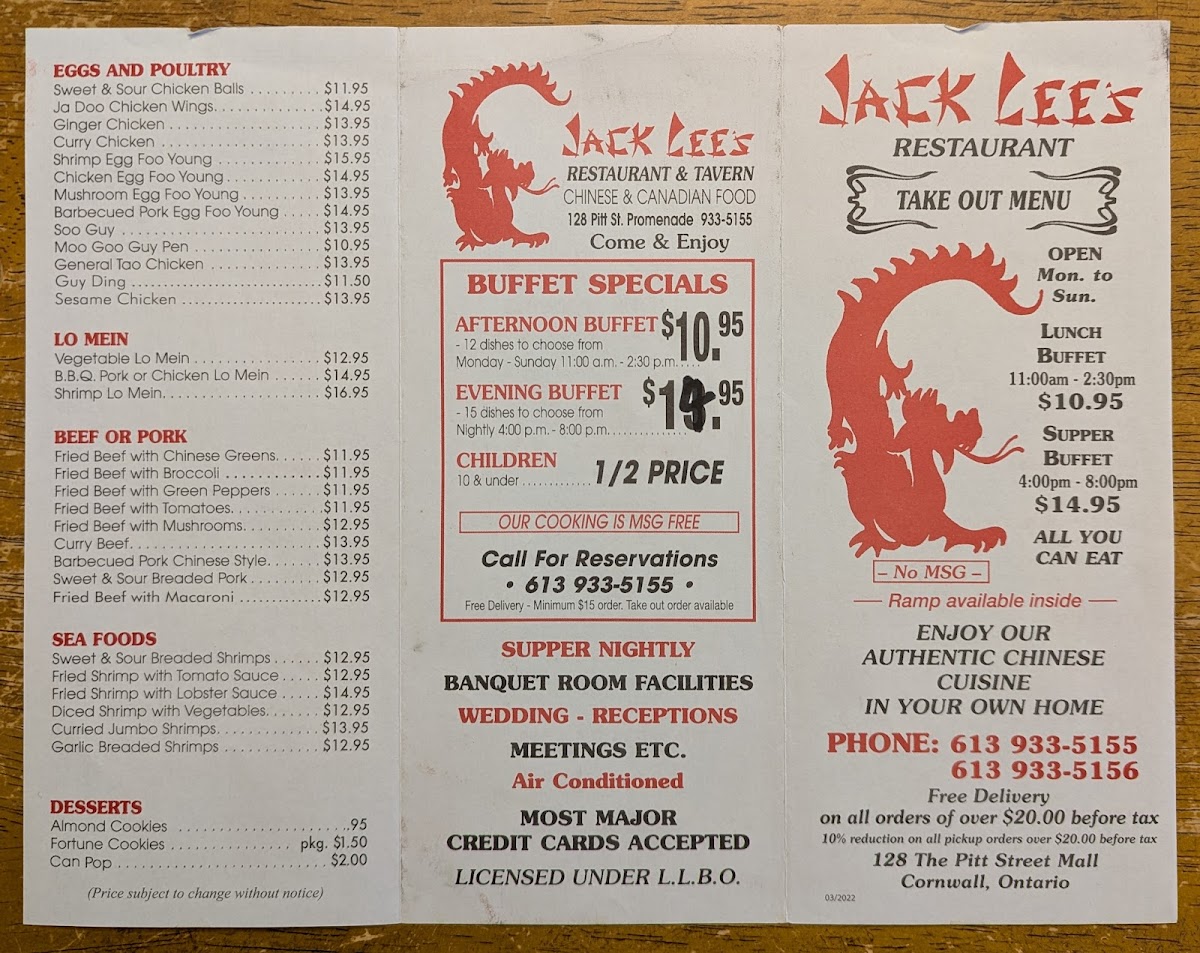 EGGS AND POULTRY
Sweet & Sour Chicken Balls . . . . . . . . . $11.95
Ja Doo Chicken Wings. . . . . . . . . . . . . $14.95
Ginger Chicken . . . . . . . . . . . . . . . . . . $13.95
Curry Chicken . . . . . . . . . . . . . . . . . . . $13.95
Shrimp Egg Foo Young . . . . . . . . . . . . $15.95
Chicken Egg Foo Young. . . . . . . . . . . . $14.95
Mushroom Egg Foo Young . . . . . . . . . . $13.95
Barbecued Pork Egg Foo Young . . . . . $14.95
Soo Guy . . . . . . . . . . . . . . . . . . . . . . . $13.95
Moo Goo Guy Pen . . . . . . . . . . . . . . . $10.95
General Tao Chicken . . . . . . . . . . . . . $13.95
Guy Ding . . . . . . . . . . . . . . . . . . . . . . $11.50
Sesame Chicken . . . . . . . . . . . . . . . . . $13.95
LO MEIN
Vegetable Lo Mein . . . . . . . . . . . . . . . $12.95
B.B.Q. Pork or Chicken Lo Mein . . . . . . $14.95
Shrimp Lo Mein. . . . . . . . . . . . . . . . . . . $16.95
BEEF OR PORK
Fried Beef with Chinese Greens. . . . . . $11.95
Fried Beef with Broccoli . . . . . . . . . . . . $11.95
Fried Beef with Green Peppers . . . . . . $11.95
Fried Beef with Tomatoes. . . . . . . . . . . $11.95
Fried Beef with Mushrooms. . . . . . . . . . $12.95
Curry Beef. . . . . . . . . . . . . . . . . . . . . . $13.95
Barbecued Pork Chinese Style. . . . . . . $13.95
Sweet & Sour Breaded Pork . . . . . . . . . $12.95
Fried Beef with Macaroni . . . . . . . . . . . . $12.95
SEA FOODS
Sweet & Sour Breaded Shrimps . . . . . . $12.95
Fried Shrimp with Tomato Sauce . . . . . $12.95
Fried Shrimp with Lobster Sauce . . . . . $14.95
Diced Shrimp with Vegetables. . . . . . . $12.95
Curried Jumbo Shrimps. . . . . . . . . . . . . $13.95
Garlic Breaded Shrimps . . . . . . . . . . . . $12.95
DESSERTS
Almond Cookies . . . . . . . . . . . . . . . . . . . . ..95
Fortune Cookies . . . . . . . . . . . . . pkg. $1.50
Can Pop . . . . . . . . . . . . . . . . . . . . . . . . $2.00
(Price subject to change without notice)
JACK LEE'S
RESTAURANT & TAVERN
CHINESE & CANADIAN FOOD
128 Pitt St. Promenade 933-5155
Come & Enjoy
BUFFET SPECIALS
AFTERNOON BUFFET $10.95
- 12 dishes to choose from
Monday - Sunday 11:00 a.m. - 2:30 p.m. . . . .
EVENING BUFFET $14.95
- 15 dishes to choose from
Nightly 4:00 p.m. - 8:00 p.m. . . . . . . . . . . . . . .
CHILDREN
10 & under . . . . . . . . . . . . 1/2 PRICE
OUR COOKING IS MSG FREE
Call For Reservations
• 613 933-5155 •
Free Delivery - Minimum $15 order. Take out order available
SUPPER NIGHTLY
BANQUET ROOM FACILITIES
WEDDING - RECEPTIONS
MEETINGS ETC.
Air Conditioned
MOST MAJOR
CREDIT CARDS ACCEPTED
LICENSED UNDER L.L.B.O.
JACK LEE'S
RESTAURANT
TAKE OUT MENU
OPEN
Mon. to
Sun.
LUNCH
BUFFET
11:00am - 2:30pm
$10.95
SUPPER
BUFFET
4:00pm - 8:00pm
$14.95
ALL YOU
CAN EAT
– No MSG –
— Ramp available inside —
ENJOY OUR
AUTHENTIC CHINESE
CUISINE
IN YOUR OWN HOME
PHONE: 613 933-5155
613 933-5156
Free Delivery
on all orders of over $20.00 before tax
10% reduction on all pickup orders over $20.00 before tax
128 The Pitt Street Mall
Cornwall, Ontario
03/2022